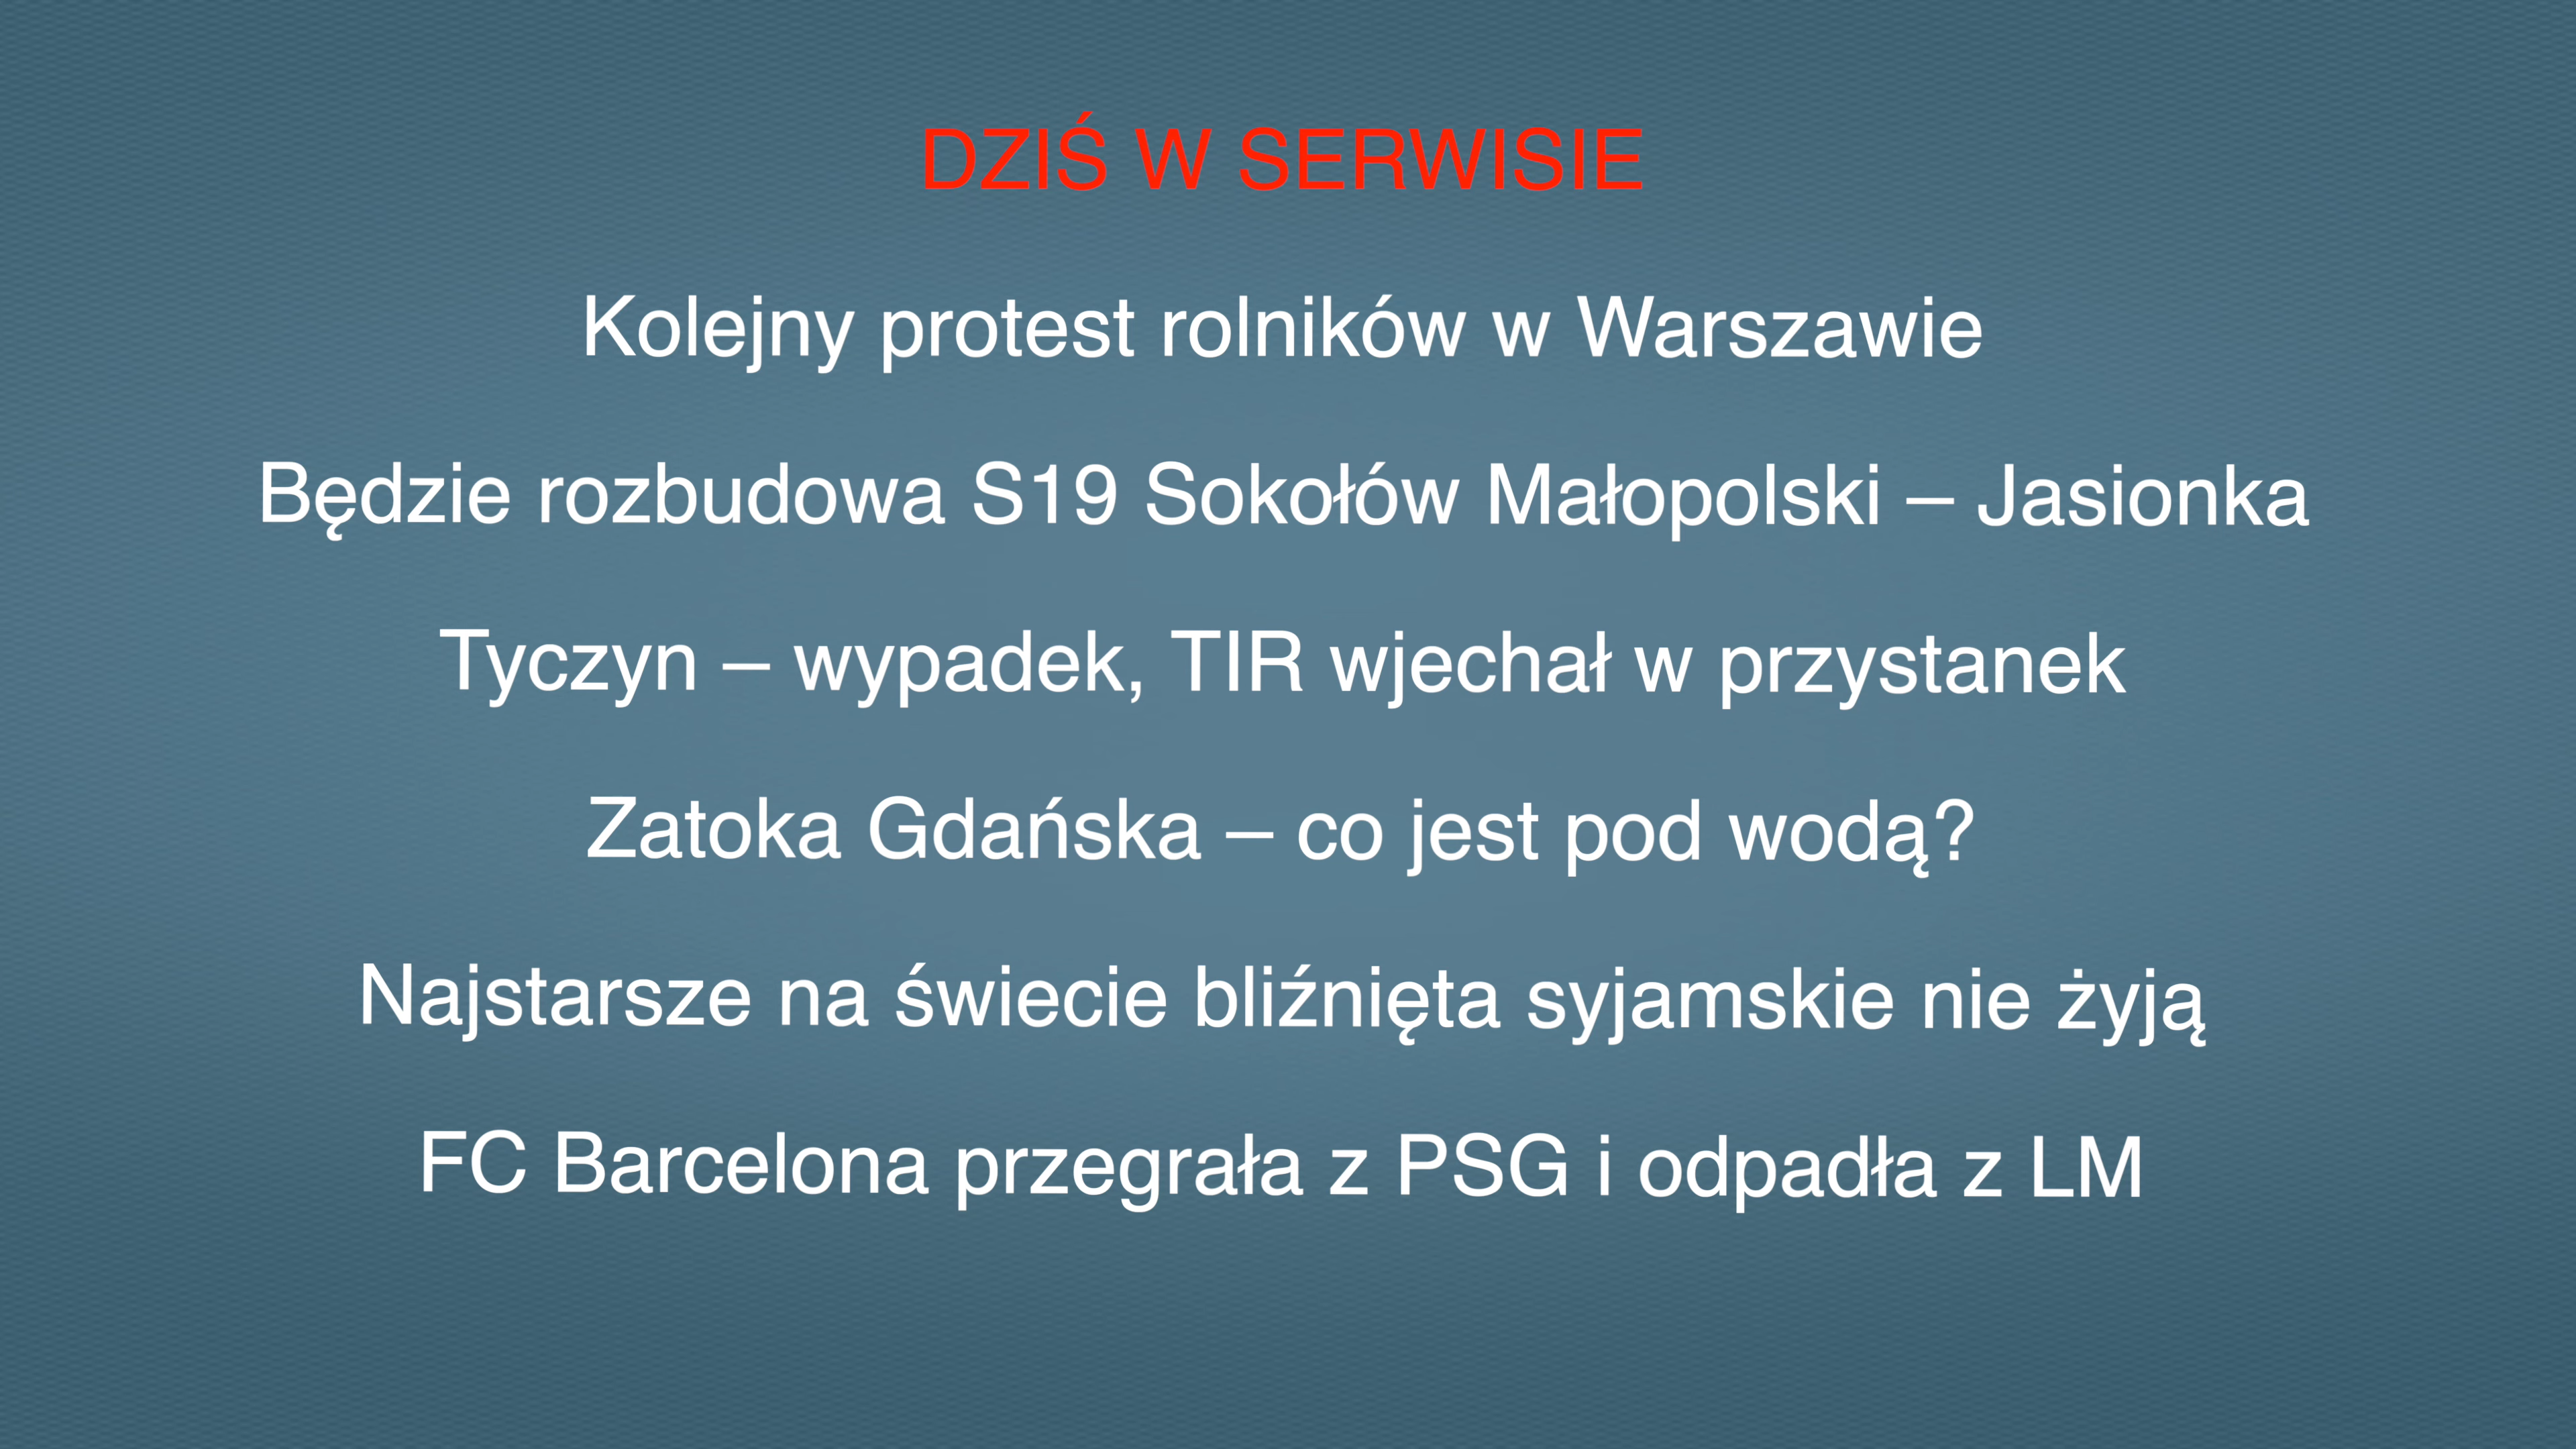 DZIŚ W SERWISIE
Kolejny protest rolników w Warszawie
Będzie rozbudowa S19 Sokołów Małopolski – Jasionka
Tyczyn – wypadek, TIR wjechał w przystanek
Zatoka Gdańska – co jest pod wodą?
Najstarsze na świecie bliźnięta syjamskie nie żyją
FC Barcelona przegrała z PSG i odpadła z LM